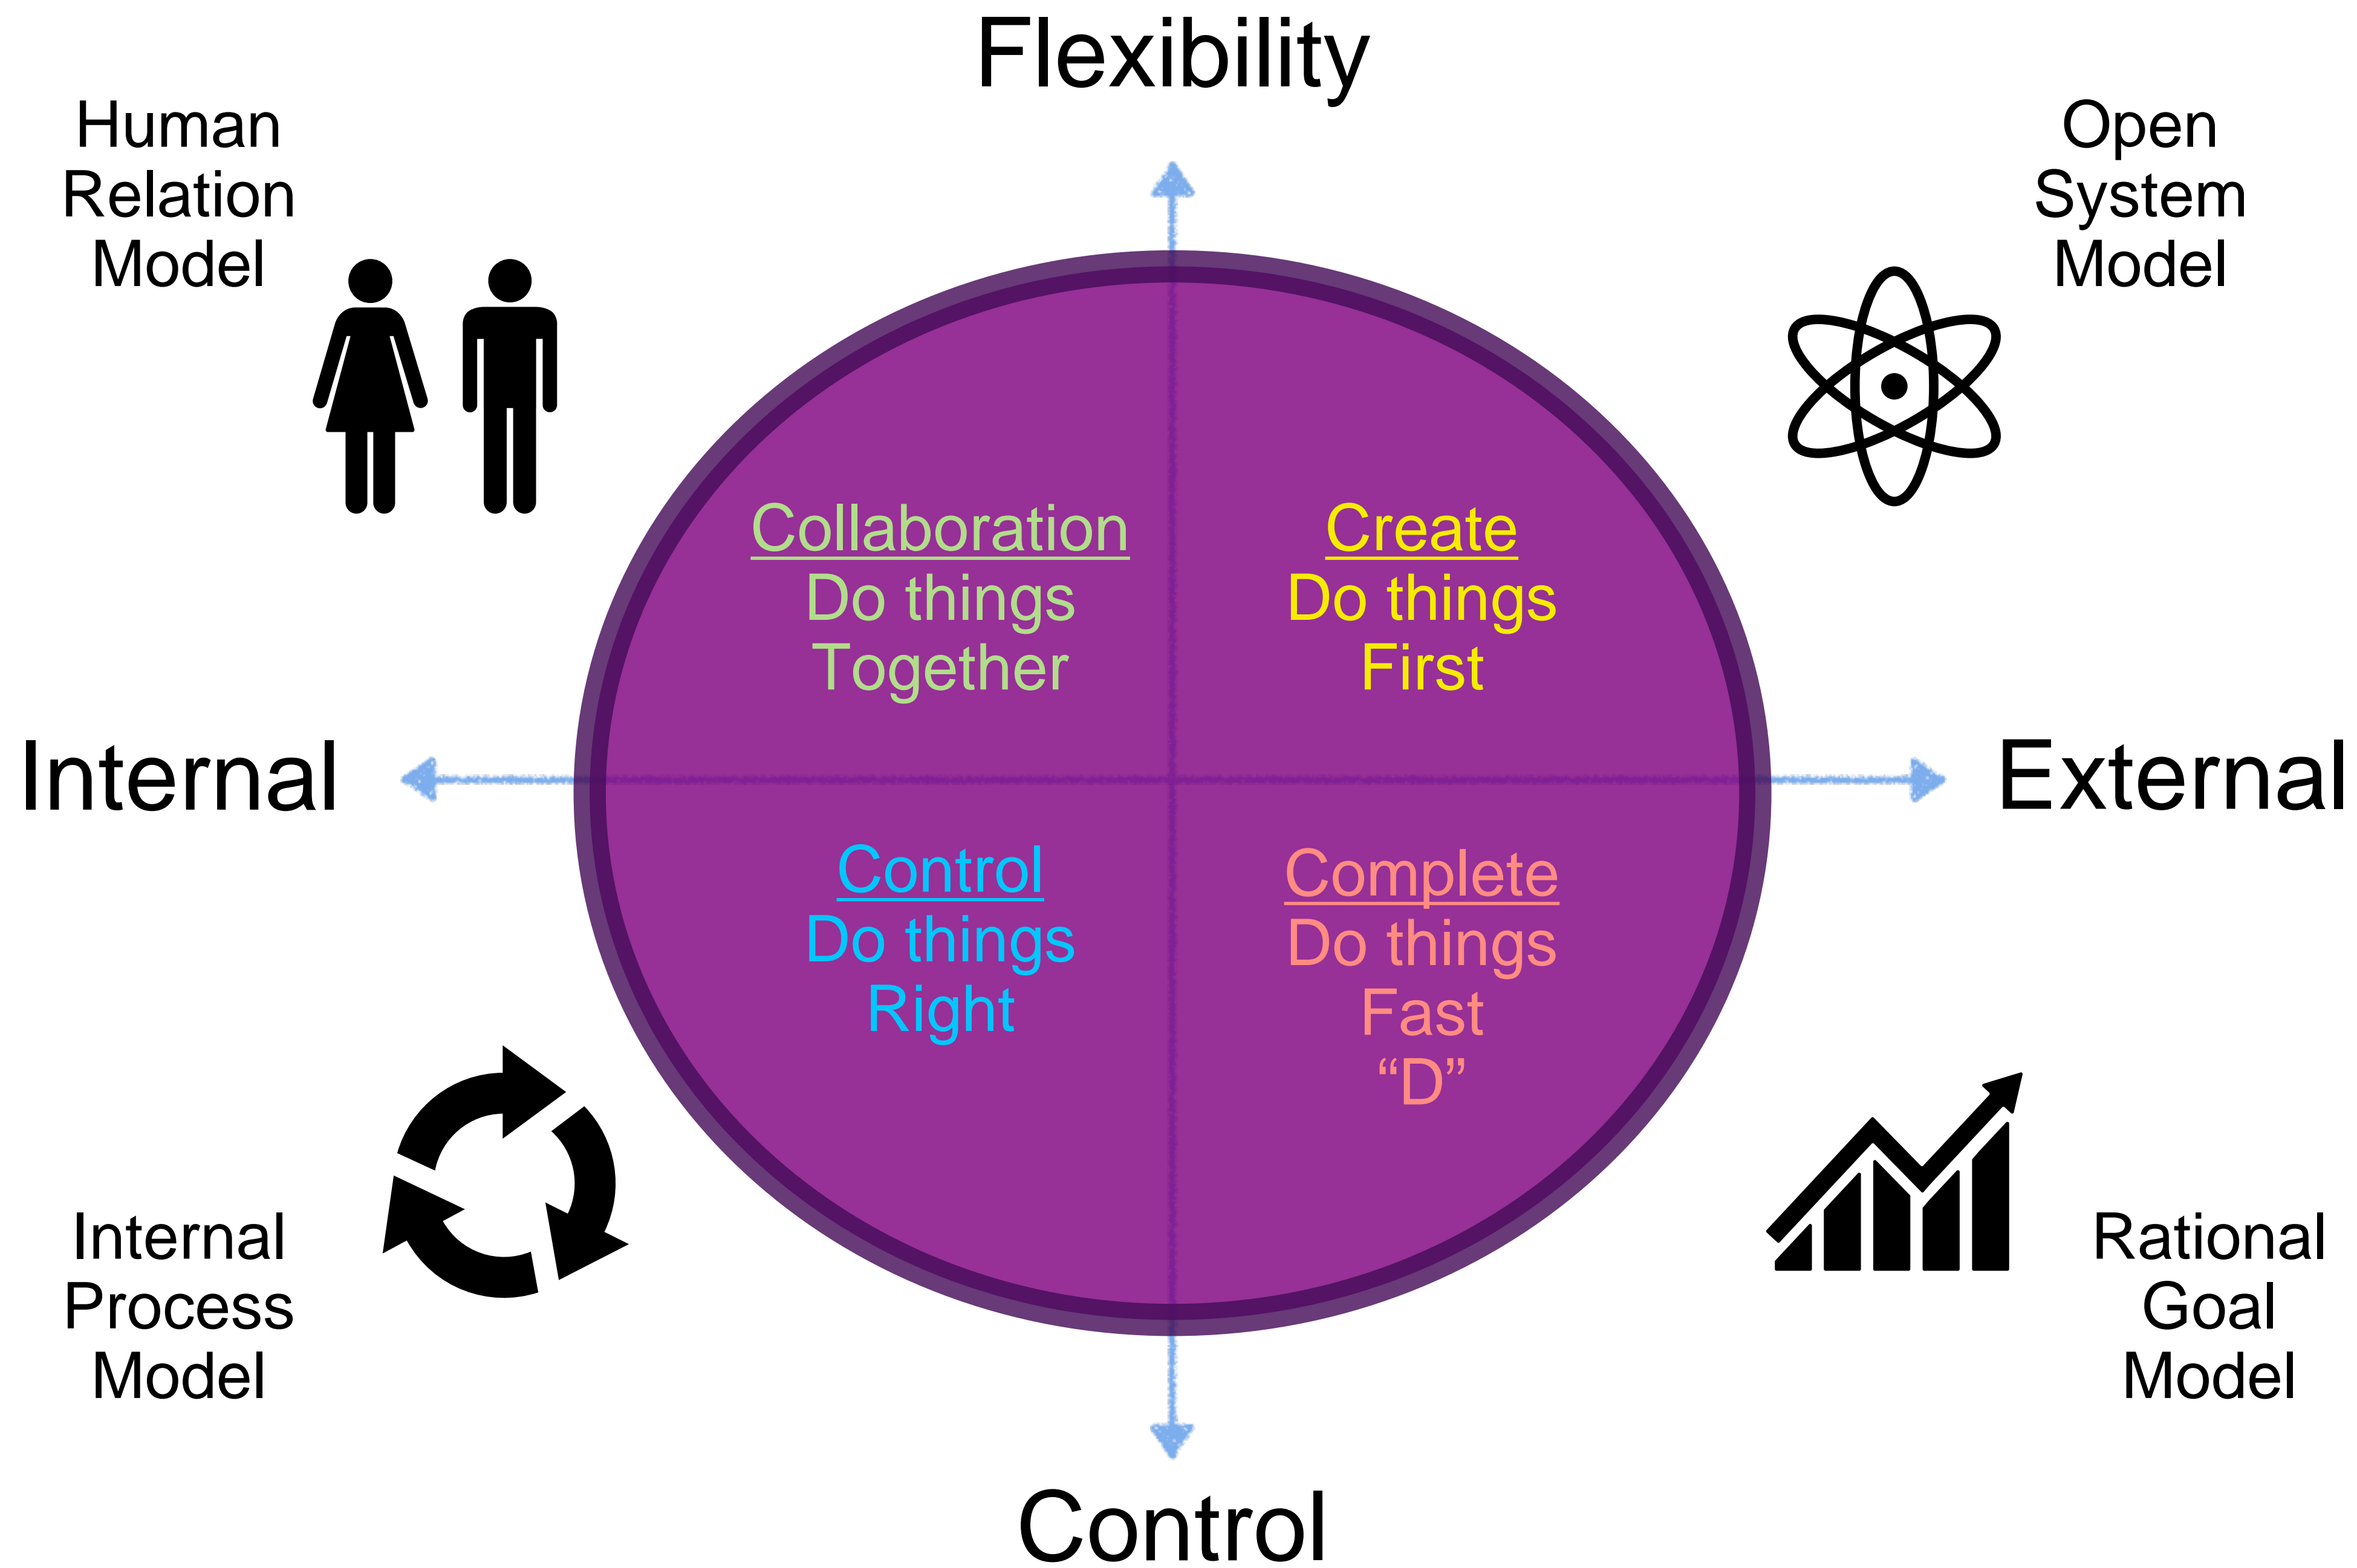 Flexibility
Human
Relation
Model
Open
System
Model
Collaboration
Do things
Together
Create
Do things
First
Internal
External
Control
Do things
Right
Complete
Do things
Fast
“D”
Internal
Process
Model
Rational
Goal
Model
Control